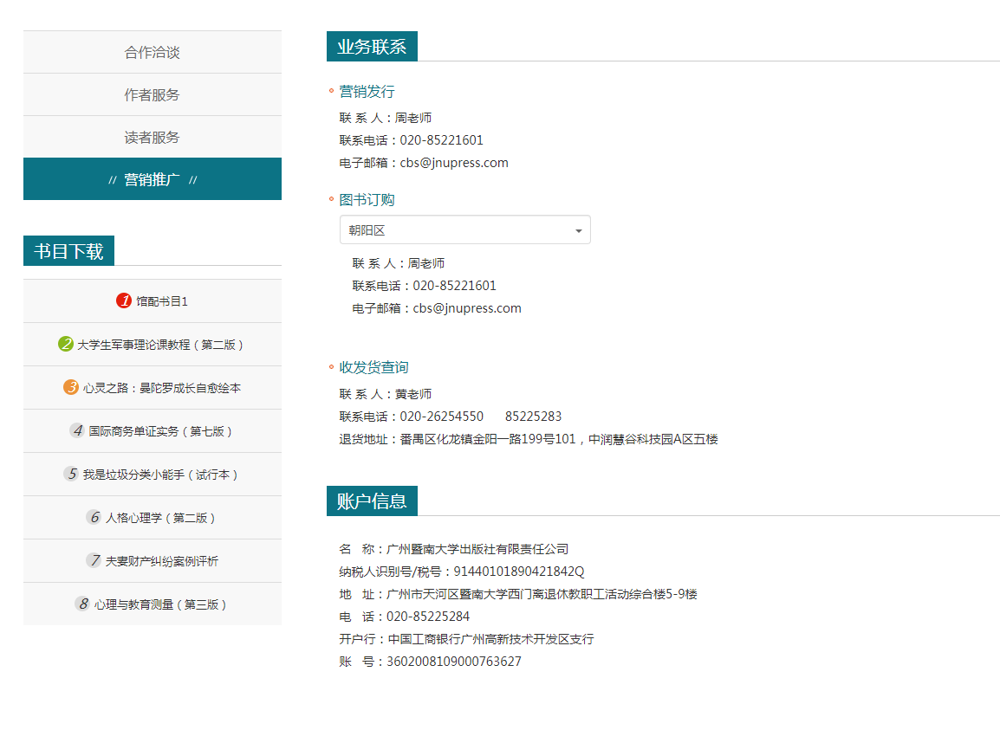 合作洽谈
作者服务
读者服务
// 营销推广 //
书目下载
1 馆配书目1
2 大学生军事理论课教程（第二版）
3 心灵之路：曼陀罗成长自愈绘本
4 国际商务单证实务（第七版）
5 我是垃圾分类小能手（试行本）
6 人格心理学（第二版）
7 夫妻财产纠纷案例评析
8 心理与教育测量（第三版）
业务联系
营销发行
联 系 人：周老师
联系电话：020-85221601
电子邮箱：cbs@jnupress.com
图书订购
朝阳区
联 系 人：周老师
联系电话：020-85221601
电子邮箱：cbs@jnupress.com
收发货查询
联 系 人：黄老师
联系电话：020-26254550 85225283
退货地址：番禺区化龙镇金阳一路199号101，中润慧谷科技园A区五楼
账户信息
名 称：广州暨南大学出版社有限责任公司
纳税人识别号/税号：91440101890421842Q
地 址：广州市天河区暨南大学西门离退休教职工活动综合楼5-9楼
电 话：020-85225284
开户行：中国工商银行广州高新技术开发区支行
账 号：3602008109000763627